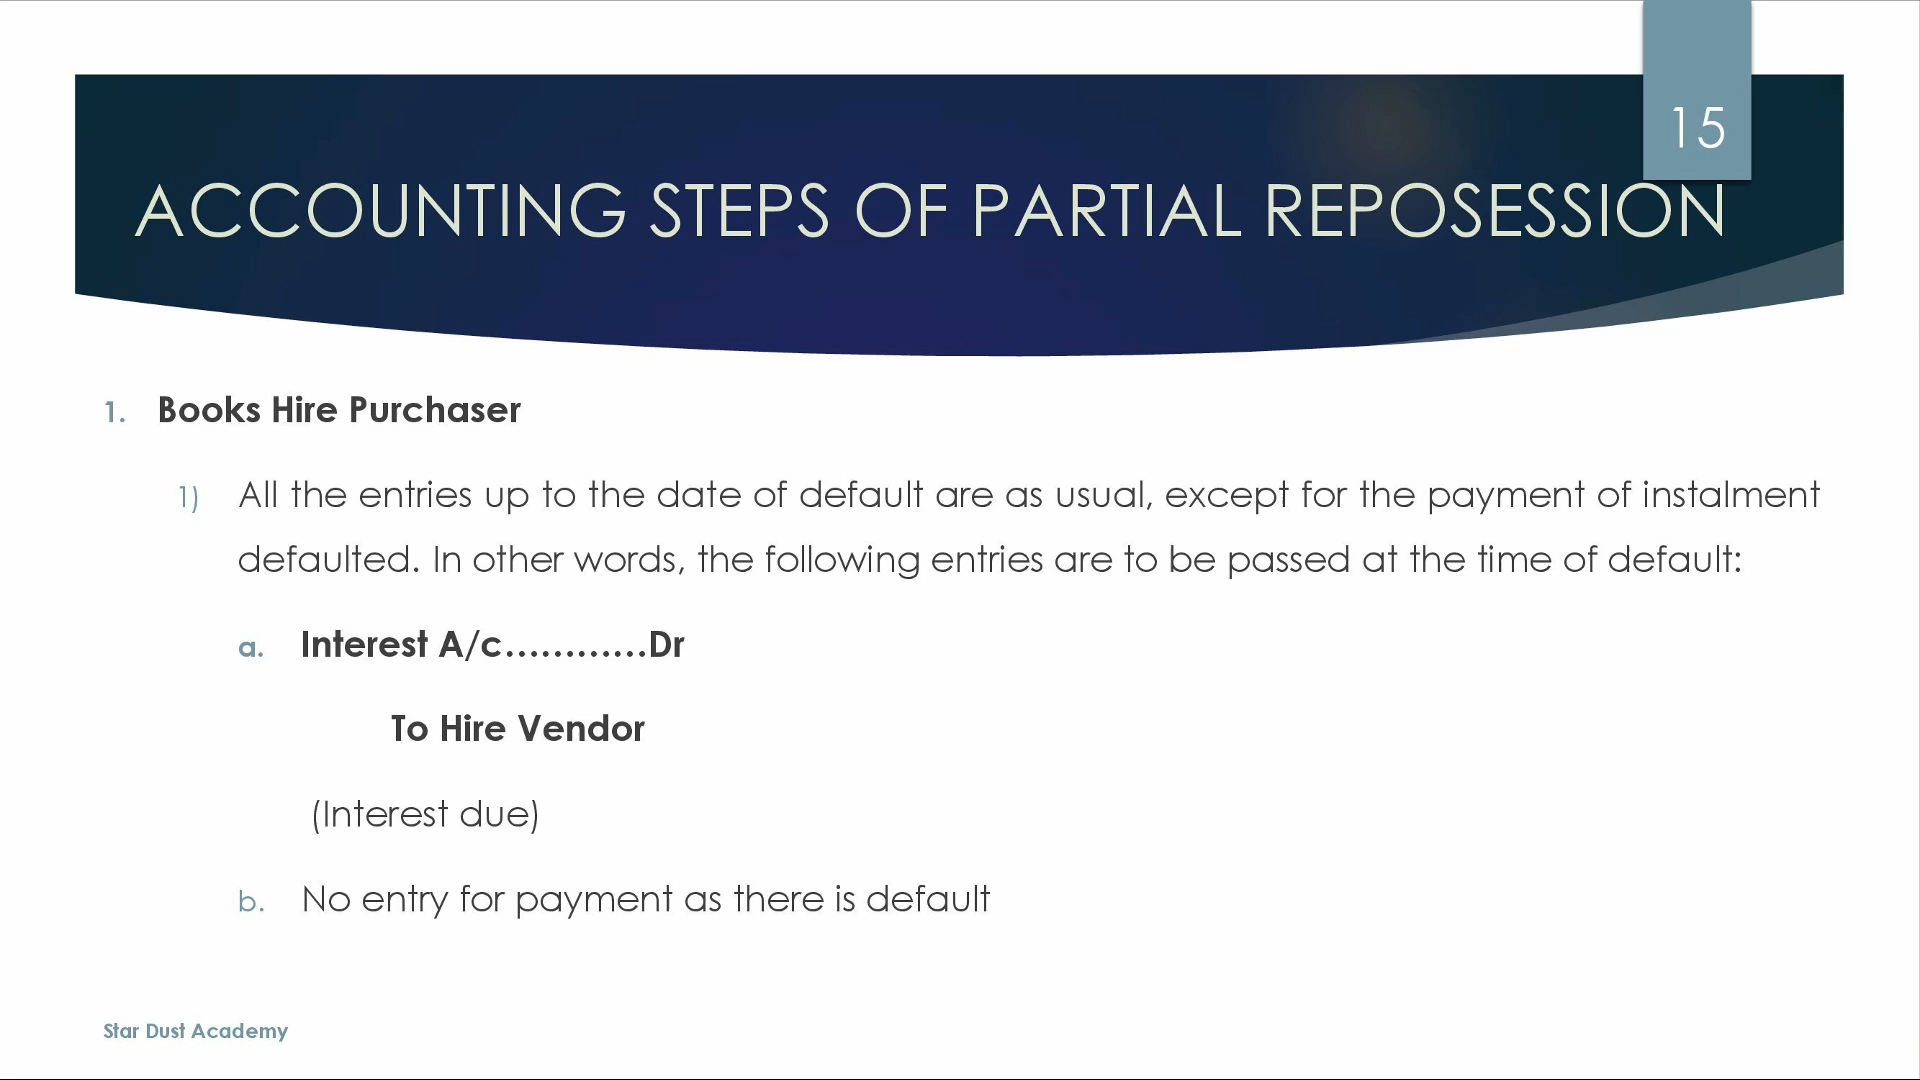 15
ACCOUNTING STEPS OF PARTIAL REPOSESSION
1. Books Hire Purchaser
1) All the entries up to the date of default are as usual, except for the payment of instalment
defaulted. In other words, the following entries are to be passed at the time of default:
a. Interest A/c............Dr
To Hire Vendor
(Interest due)
b. No entry for payment as there is default
Star Dust Academy